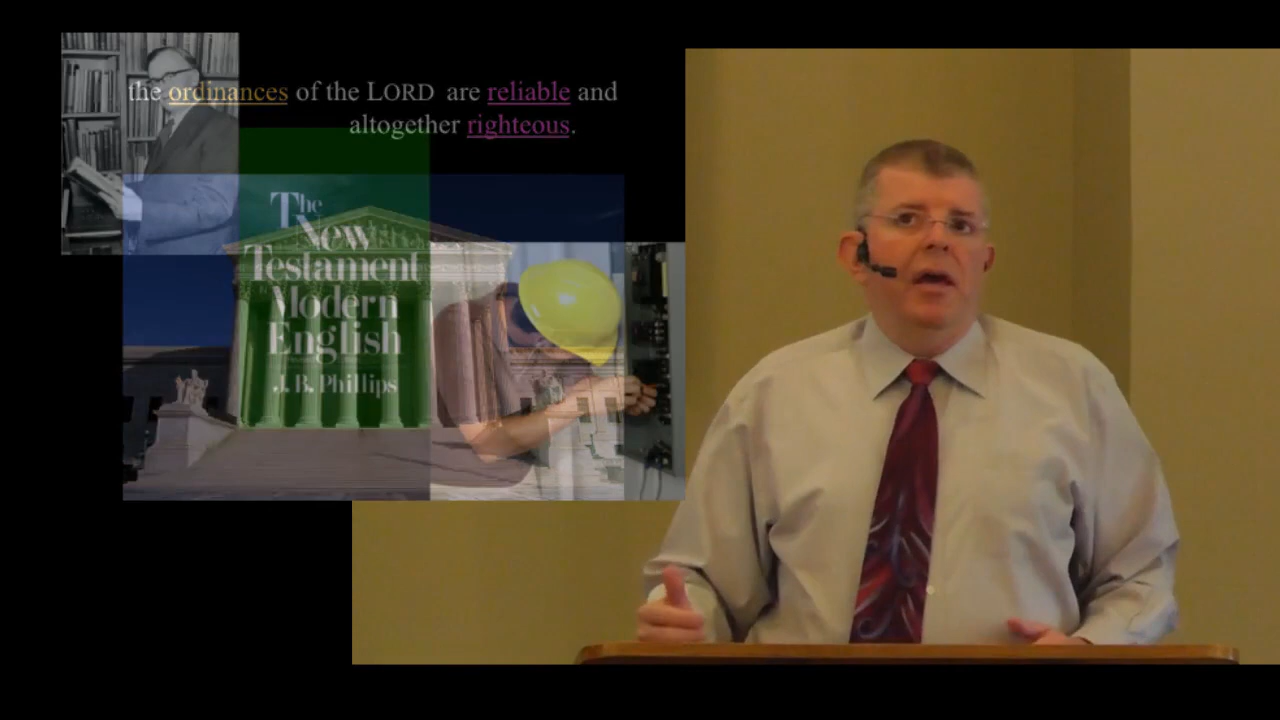 the ordinances of the LORD are reliable and
altogether righteous.
The
New
Testament
Modern
English
J. B. Phillips